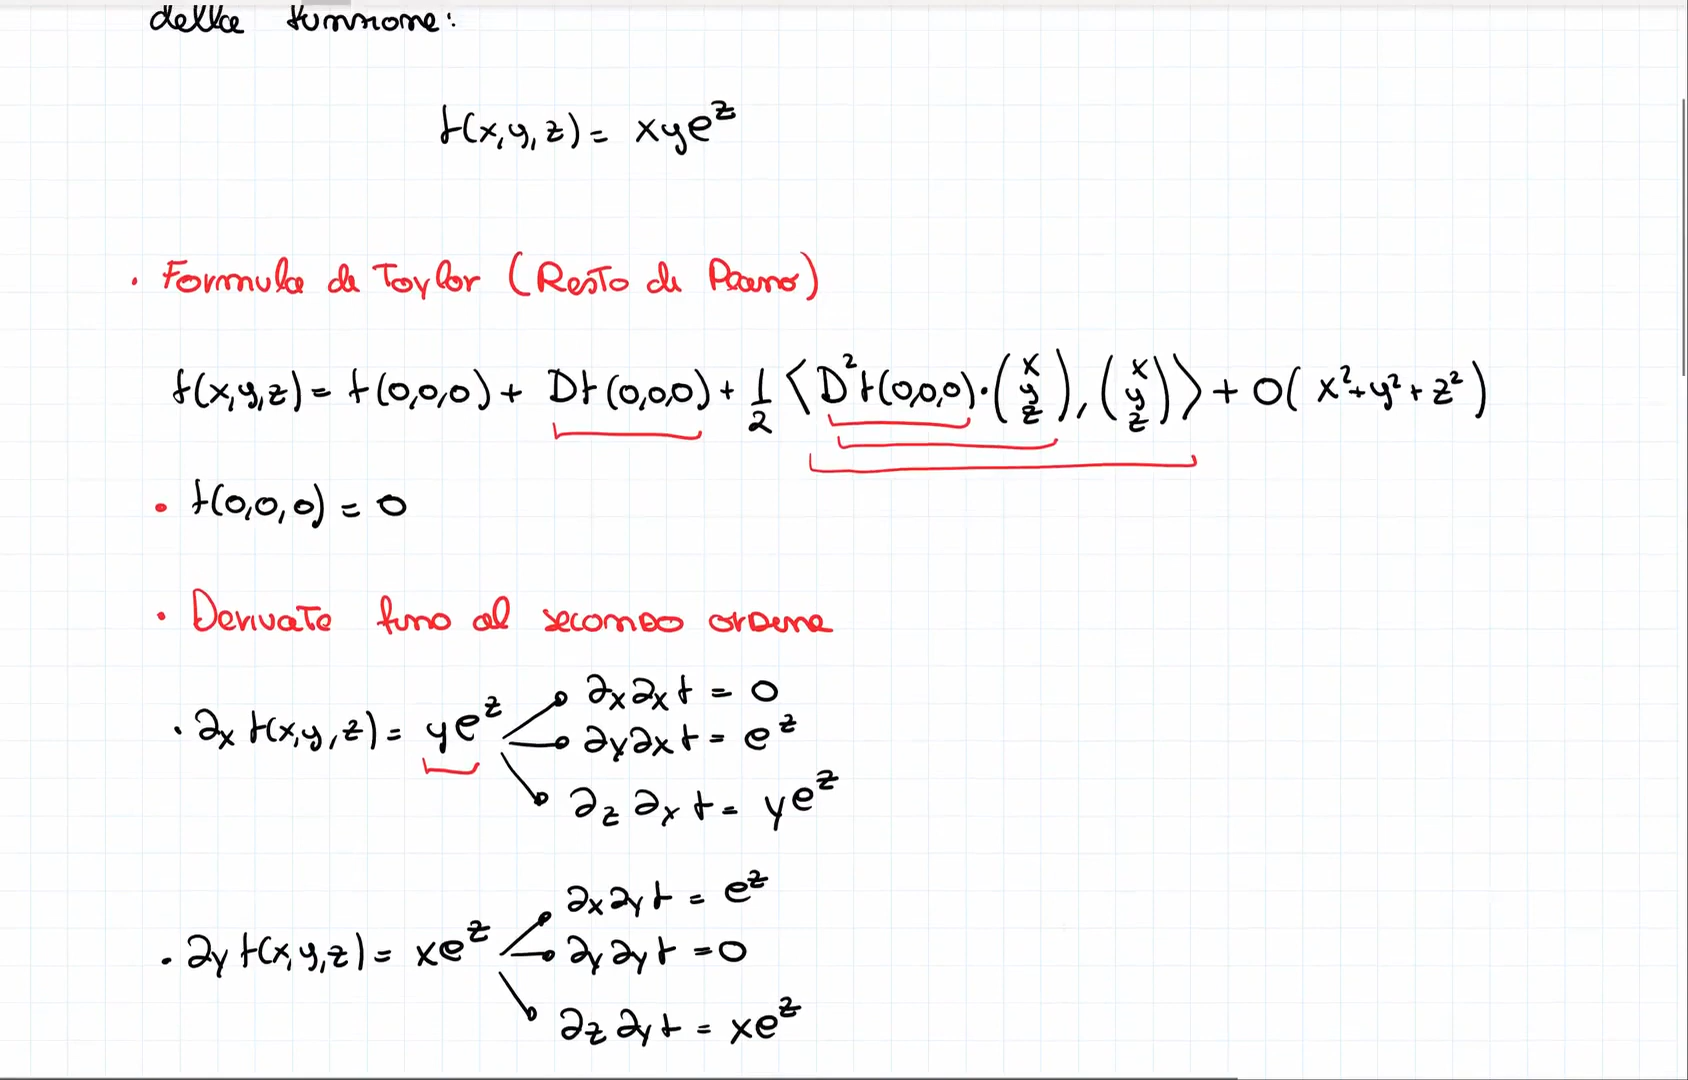 della funzione:
f(x,y,z) = xye^z
· Formula di Taylor (Resto di Peano)
f(x,y,z) = f(0,0,0) + Df(0,0,0) + 1/2 ⟨D²f(0,0,0)·(x y z), (x y z)⟩ + o(x²+y²+z²)
· f(0,0,0) = 0
· Derivate fino al secondo ordine
∂x∂x f = 0
· ∂x f(x,y,z) = ye^z
∂y∂x f = e^z
∂z ∂x f = ye^z
∂x∂y f = e^z
· ∂y f(x,y,z) = xe^z
∂y∂y f = 0
∂z ∂y f = xe^z